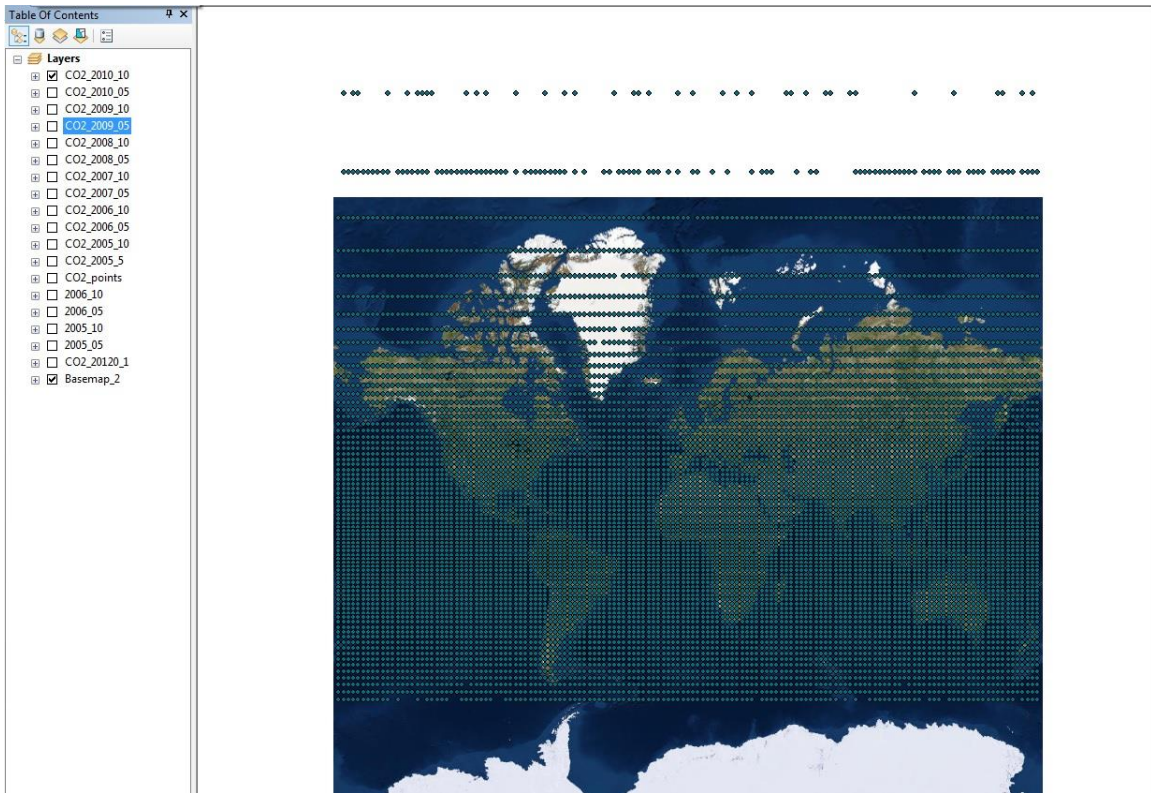 Table Of Contents
Layers
CO2_2010_10
CO2_2010_05
CO2_2009_10
CO2_2009_05
CO2_2008_10
CO2_2008_05
CO2_2007_10
CO2_2007_05
CO2_2006_10
CO2_2006_05
CO2_2005_10
CO2_2005_5
CO2_points
2006_10
2006_05
2005_10
2005_05
CO2_20120_1
Basemap_2